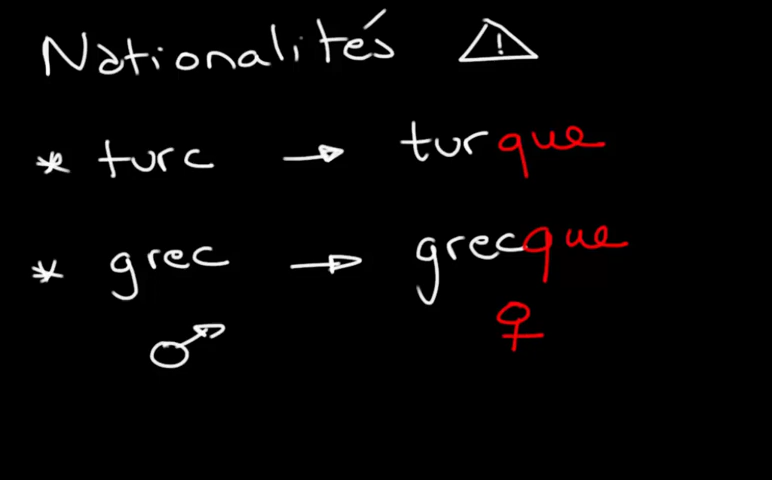 Nationalités ⚠
* turc → turque
* grec → grecque
♂ ♀